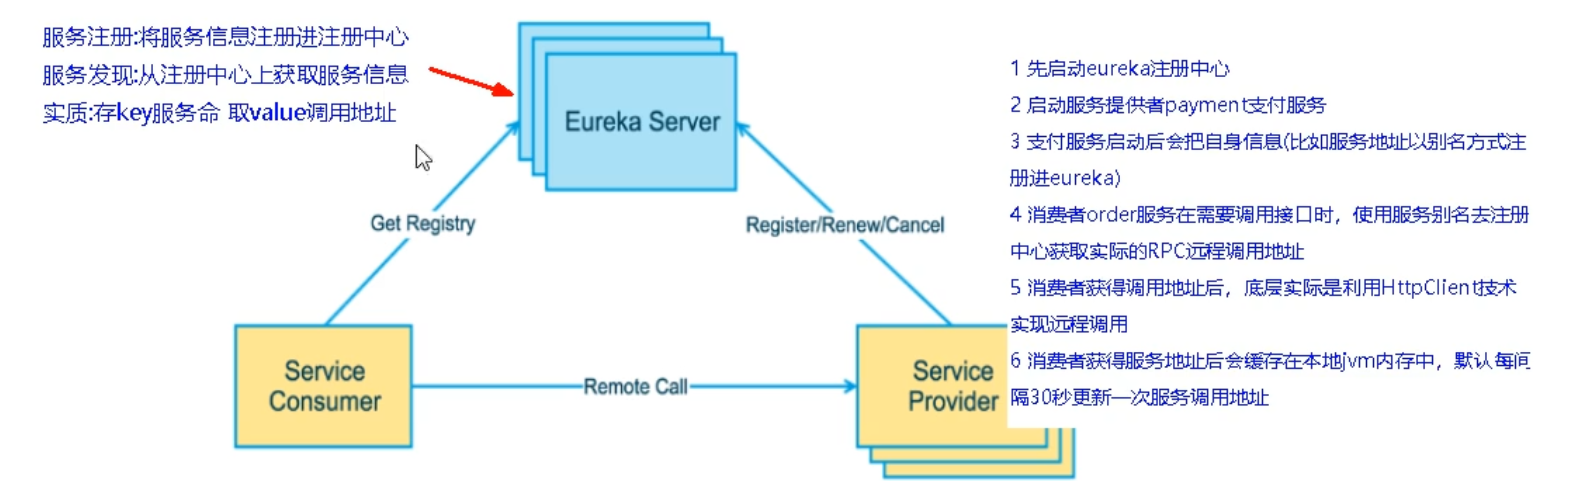 服务注册:将服务信息注册进注册中心
服务发现:从注册中心上获取服务信息
实质:存key服务命 取value调用地址
Eureka Server
Get Registry
Register/Renew/Cancel
Service
Consumer
Remote Call
Service
Provider
1 先启动eureka注册中心
2 启动服务提供者payment支付服务
3 支付服务启动后会把自身信息(比如服务地址以别名方式注
册进eureka)
4 消费者order服务在需要调用接口时，使用服务别名去注册
中心获取实际的RPC远程调用地址
5 消费者获得调用地址后，底层实际是利用HttpClient技术
实现远程调用
6 消费者获得服务地址后会缓存在本地jvm内存中，默认每间
隔30秒更新一次服务调用地址